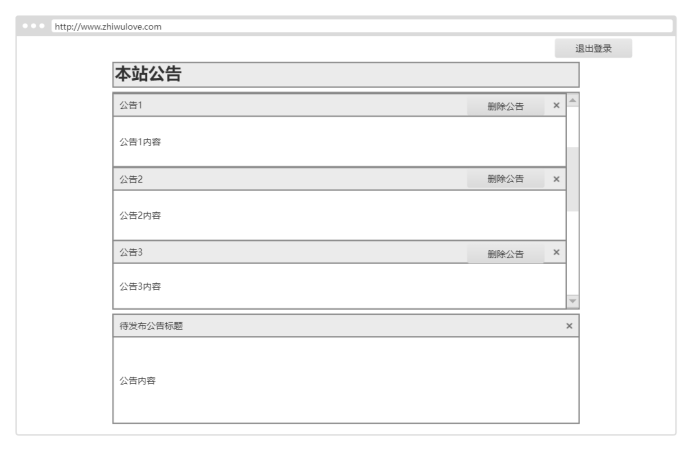 http://www.zhiwulove.com
退出登录
本站公告
公告1 删除公告 ×
公告1内容
公告2 删除公告 ×
公告2内容
公告3 删除公告 ×
公告3内容
待发布公告标题 ×
公告内容